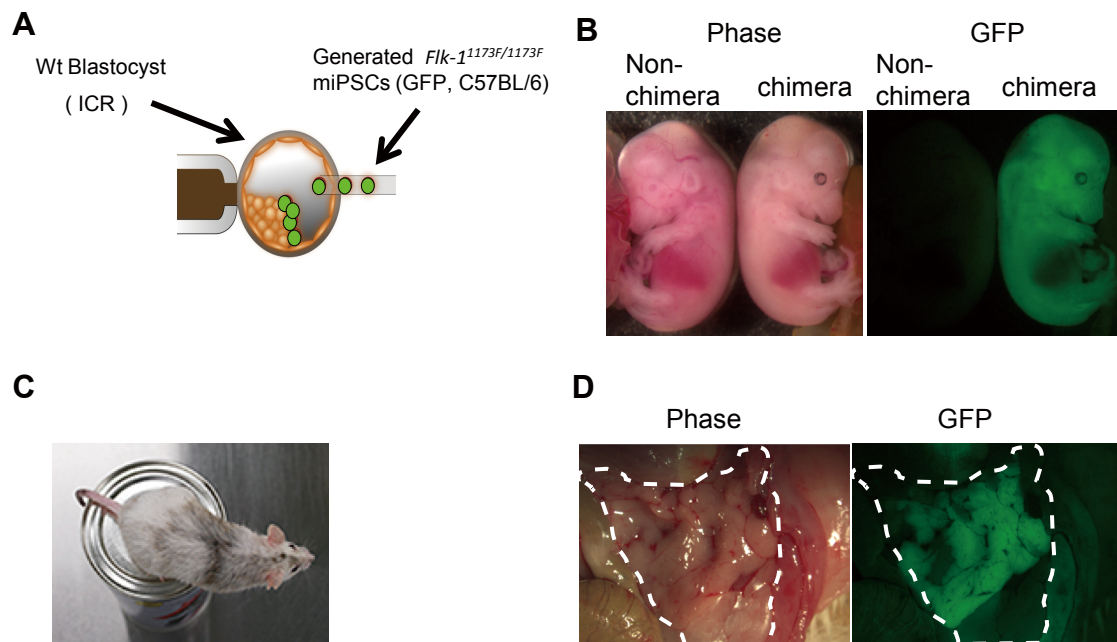 A
Wt Blastocyst
( ICR )
Generated Flk-1^1173F/1173F
miPSCs (GFP, C57BL/6)
B
Phase
GFP
Non-
chimera
chimera
Non-
chimera
chimera
C
D
Phase
GFP